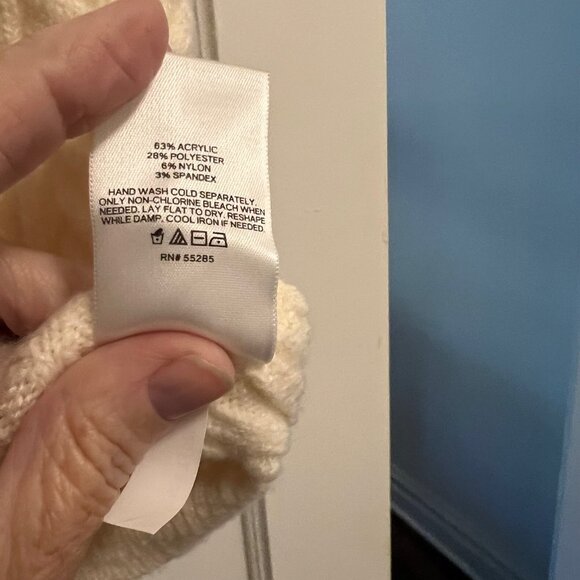 63% ACRYLIC
28% POLYESTER
6% NYLON
3% SPANDEX
HAND WASH COLD SEPARATELY.
ONLY NON-CHLORINE BLEACH WHEN
NEEDED. LAY FLAT TO DRY. RESHAPE
WHILE DAMP. COOL IRON IF NEEDED.
RN# 55285